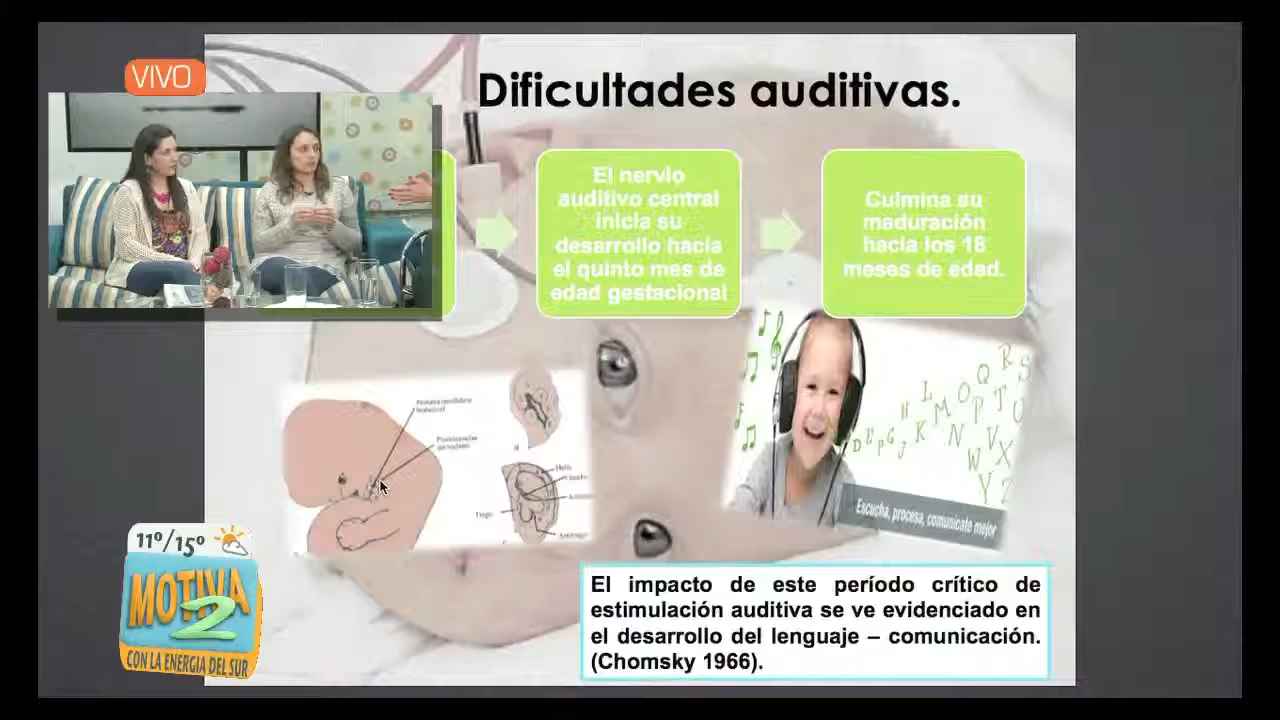 Dificultades auditivas.
VIVO
El nervio
auditivo central
inicia su
desarrollo hacia
el quinto mes de
edad gestacional
Culmina su
maduración
hacia los 18
meses de edad.
Helix
Trago
L O Q R S
H M P T U
D E F G J K N V X
W Y Z
Escucha, procesa, comunicate mejor
11º/15º
MOTIVA
2
CON LA ENERGIA DEL SUR
El impacto de este período crítico de
estimulación auditiva se ve evidenciado en
el desarrollo del lenguaje – comunicación.
(Chomsky 1966).